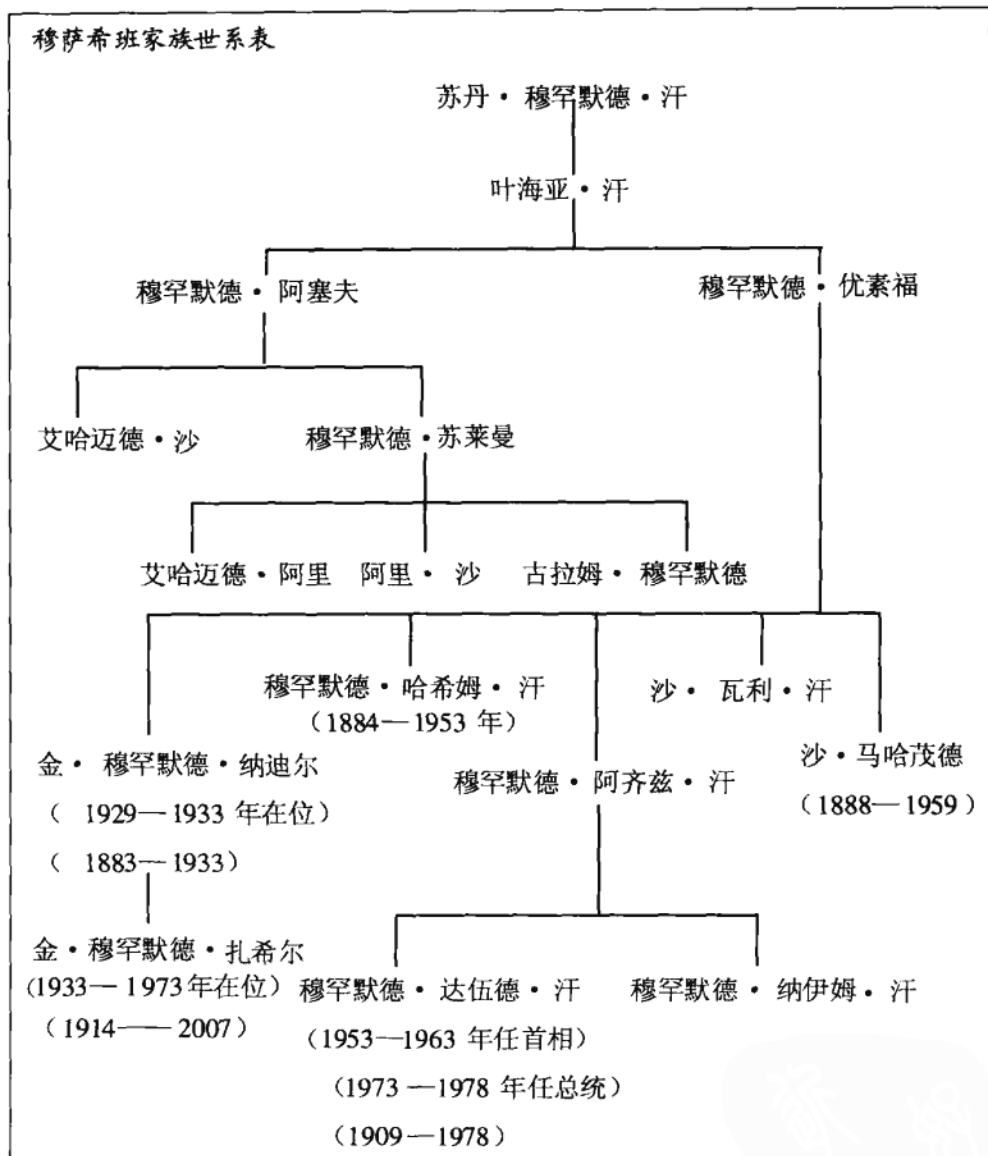 穆萨希班家族世系表
苏丹·穆罕默德·汗
叶海亚·汗
穆罕默德·阿塞夫 穆罕默德·优素福
艾哈迈德·沙 穆罕默德·苏莱曼
艾哈迈德·阿里 阿里·沙 古拉姆·穆罕默德
穆罕默德·哈希姆·汗 沙·瓦利·汗
（1884—1953 年）
金·穆罕默德·纳迪尔 穆罕默德·阿齐兹·汗 沙·马哈茂德
（ 1929—1933 年在位） （1888—1959）
（ 1883—1933）
金·穆罕默德·扎希尔
(1933—1973年在位) 穆罕默德·达伍德·汗 穆罕默德·纳伊姆·汗
（1914——2007） （1953—1963 年任首相）
（1973—1978 年任总统）
（1909—1978）